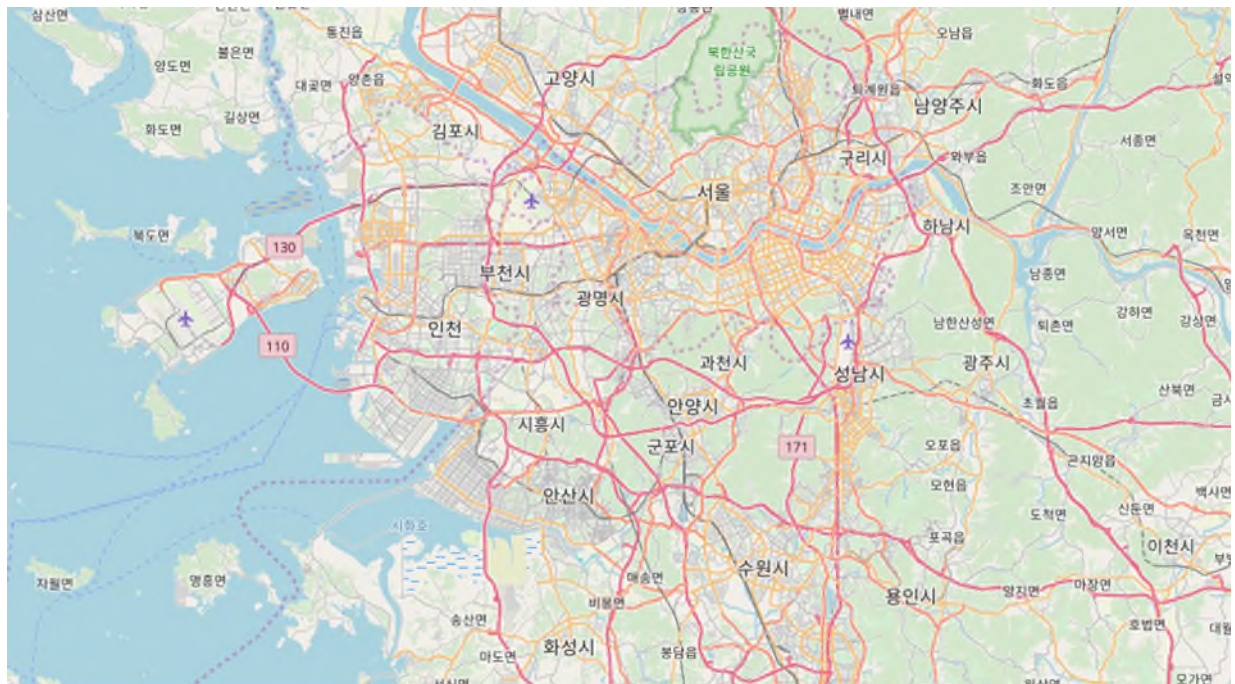 삼산면
통진읍
별내면
오남읍
양도면
불은면
대곶면
양촌읍
고양시
북한산국
립공원
퇴계원읍
남양주시
화도읍
화도면
길상면
김포시
서종면
구리시
와부읍
서울
조안면
북도면
130
하남시
양서면
옥천면
부천시
남종면
광명시
110
인천
남한산성면
퇴촌면
강하면
강상면
과천시
성남시
광주시
산북면
안양시
초월읍
시흥시
군포시
171
오포읍
곤지암읍
안산시
모현읍
백사면
시화호
도척면
신둔면
포곡읍
이천시
자월면
영흥면
매송면
수원시
양지면
마장면
비봉면
용인시
송산면
호법면
화성시
봉담읍
마도면
모가면